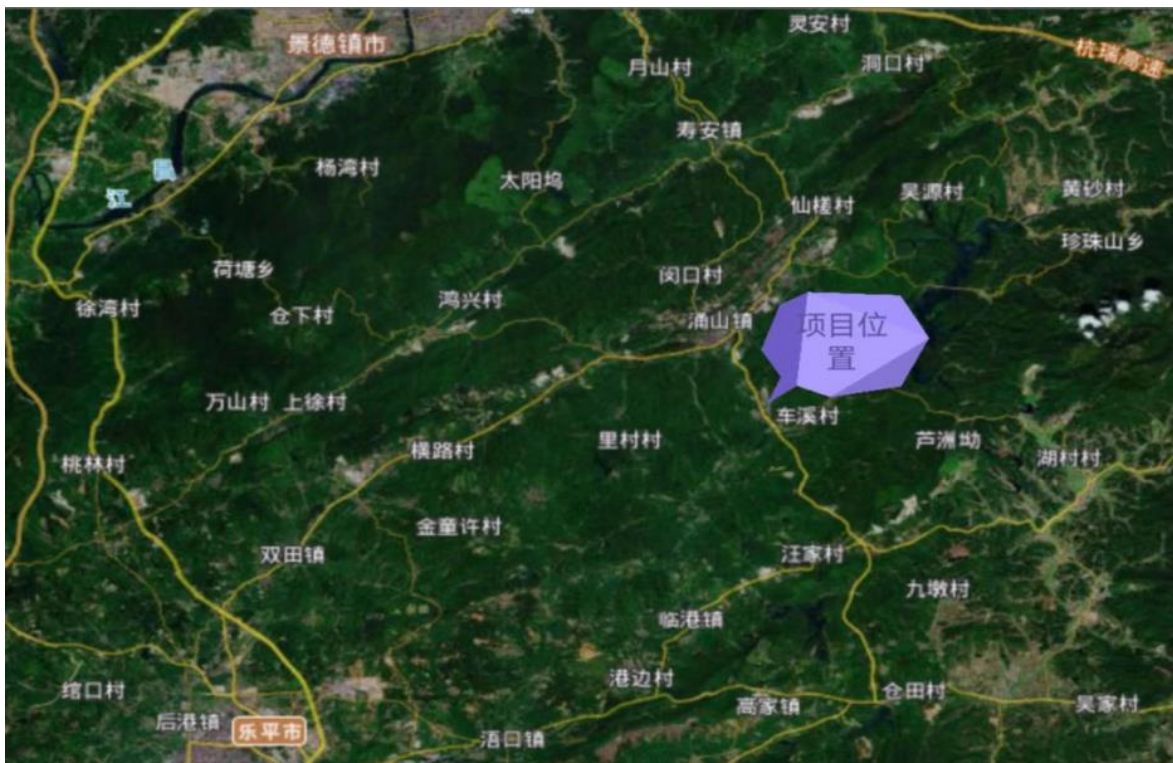 灵安村
景德镇市
杭瑞高速
月山村
洞口村
寿安镇
杨湾村
太阳坞
昌
江
吴源村
黄砂村
仙槎村
珍珠山乡
荷塘乡
闵口村
鸿兴村
徐湾村
仓下村
涌山镇
项目位
置
万山村
上徐村
车溪村
里村村
横路村
芦洲坳
湖村村
桃林村
金童许村
双田镇
汪家村
九墩村
临港镇
港边村
绾口村
仓田村
高家镇
吴家村
后港镇
乐平市
浯口镇